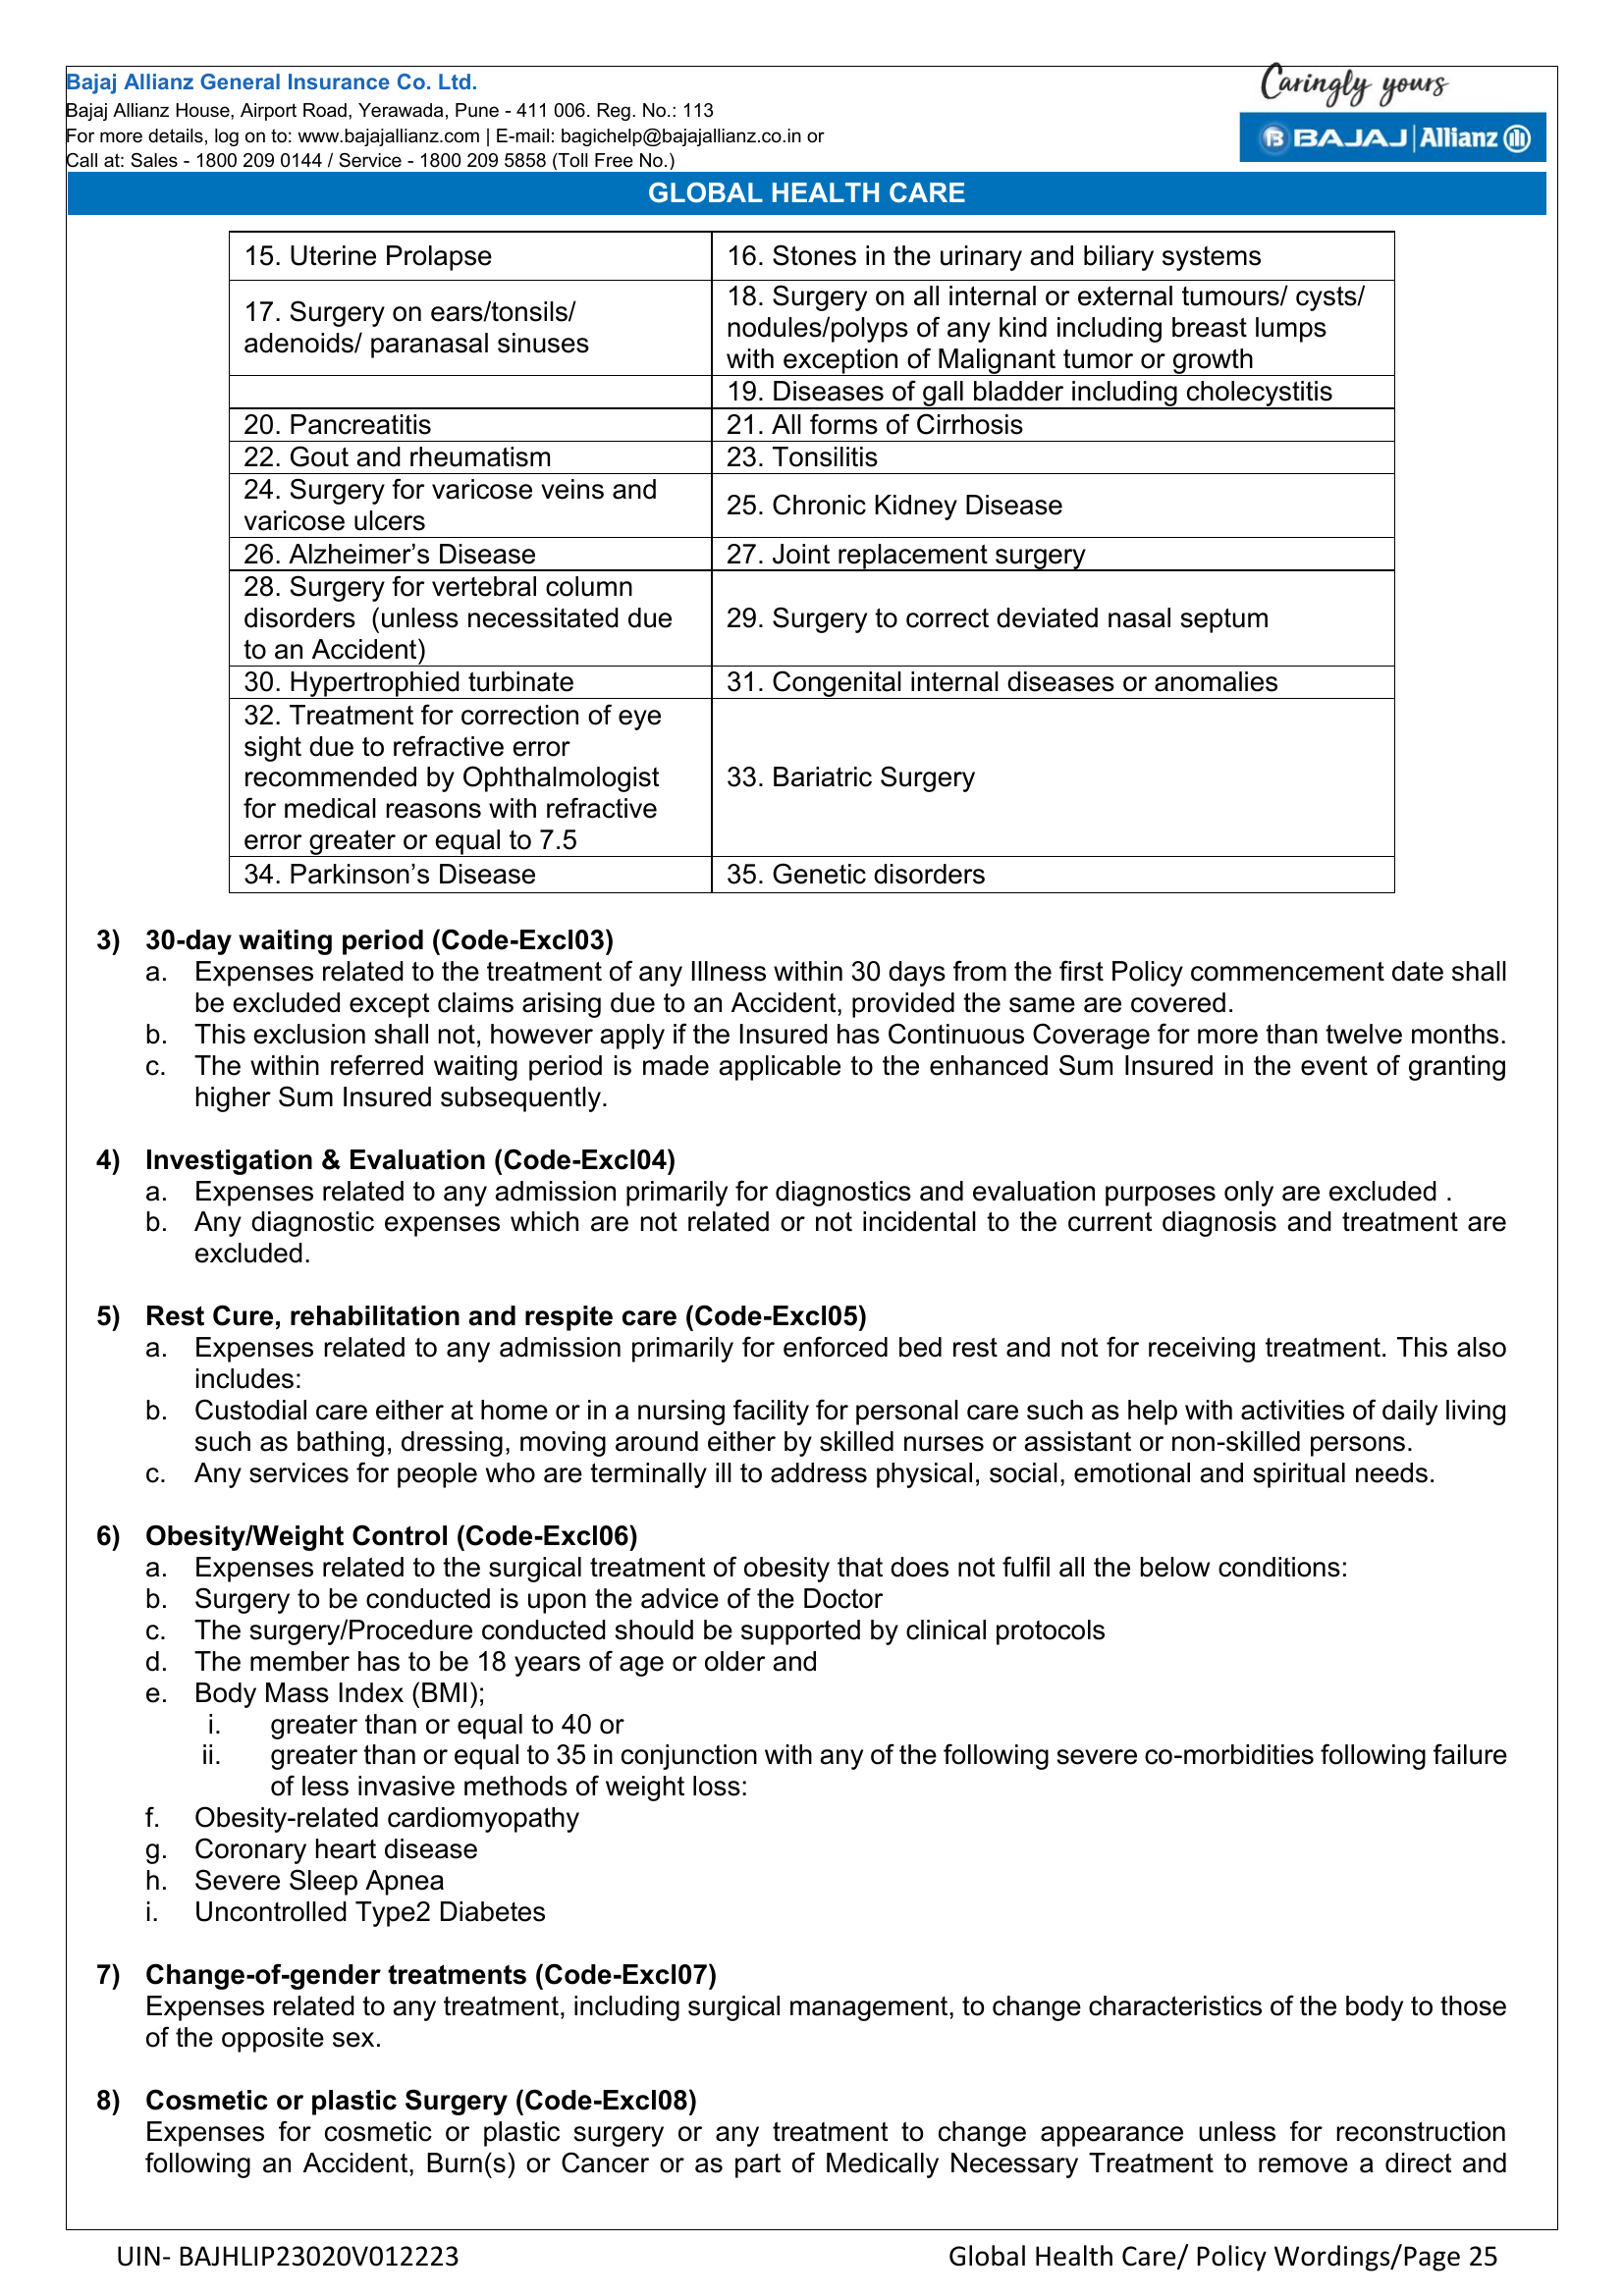 Bajaj Allianz General Insurance Co. Ltd.
Bajaj Allianz House, Airport Road, Yerawada, Pune - 411 006. Reg. No.: 113
For more details, log on to: www.bajajallianz.com | E-mail: bagichelp@bajajallianz.co.in or
Call at: Sales - 1800 209 0144 / Service - 1800 209 5858 (Toll Free No.)
Caringly yours
BAJAJ | Allianz
GLOBAL HEALTH CARE
15. Uterine Prolapse
16. Stones in the urinary and biliary systems
17. Surgery on ears/tonsils/
adenoids/ paranasal sinuses
18. Surgery on all internal or external tumours/ cysts/
nodules/polyps of any kind including breast lumps
with exception of Malignant tumor or growth
19. Diseases of gall bladder including cholecystitis
20. Pancreatitis
21. All forms of Cirrhosis
22. Gout and rheumatism
23. Tonsilitis
24. Surgery for varicose veins and
varicose ulcers
25. Chronic Kidney Disease
26. Alzheimer’s Disease
27. Joint replacement surgery
28. Surgery for vertebral column
disorders  (unless necessitated due
to an Accident)
29. Surgery to correct deviated nasal septum
30. Hypertrophied turbinate
31. Congenital internal diseases or anomalies
32. Treatment for correction of eye
sight due to refractive error
recommended by Ophthalmologist
for medical reasons with refractive
error greater or equal to 7.5
33. Bariatric Surgery
34. Parkinson’s Disease
35. Genetic disorders
3) 30-day waiting period (Code-Excl03)
a. Expenses related to the treatment of any Illness within 30 days from the first Policy commencement date shall
be excluded except claims arising due to an Accident, provided the same are covered.
b. This exclusion shall not, however apply if the Insured has Continuous Coverage for more than twelve months.
c. The within referred waiting period is made applicable to the enhanced Sum Insured in the event of granting
higher Sum Insured subsequently.
4) Investigation & Evaluation (Code-Excl04)
a. Expenses related to any admission primarily for diagnostics and evaluation purposes only are excluded .
b. Any diagnostic expenses which are not related or not incidental to the current diagnosis and treatment are
excluded.
5) Rest Cure, rehabilitation and respite care (Code-Excl05)
a. Expenses related to any admission primarily for enforced bed rest and not for receiving treatment. This also
includes:
b. Custodial care either at home or in a nursing facility for personal care such as help with activities of daily living
such as bathing, dressing, moving around either by skilled nurses or assistant or non-skilled persons.
c. Any services for people who are terminally ill to address physical, social, emotional and spiritual needs.
6) Obesity/Weight Control (Code-Excl06)
a. Expenses related to the surgical treatment of obesity that does not fulfil all the below conditions:
b. Surgery to be conducted is upon the advice of the Doctor
c. The surgery/Procedure conducted should be supported by clinical protocols
d. The member has to be 18 years of age or older and
e. Body Mass Index (BMI);
i. greater than or equal to 40 or
ii. greater than or equal to 35 in conjunction with any of the following severe co-morbidities following failure
of less invasive methods of weight loss:
f. Obesity-related cardiomyopathy
g. Coronary heart disease
h. Severe Sleep Apnea
i. Uncontrolled Type2 Diabetes
7) Change-of-gender treatments (Code-Excl07)
Expenses related to any treatment, including surgical management, to change characteristics of the body to those
of the opposite sex.
8) Cosmetic or plastic Surgery (Code-Excl08)
Expenses for cosmetic or plastic surgery or any treatment to change appearance unless for reconstruction
following an Accident, Burn(s) or Cancer or as part of Medically Necessary Treatment to remove a direct and
UIN- BAJHLIP23020V012223
Global Health Care/ Policy Wordings/Page 25